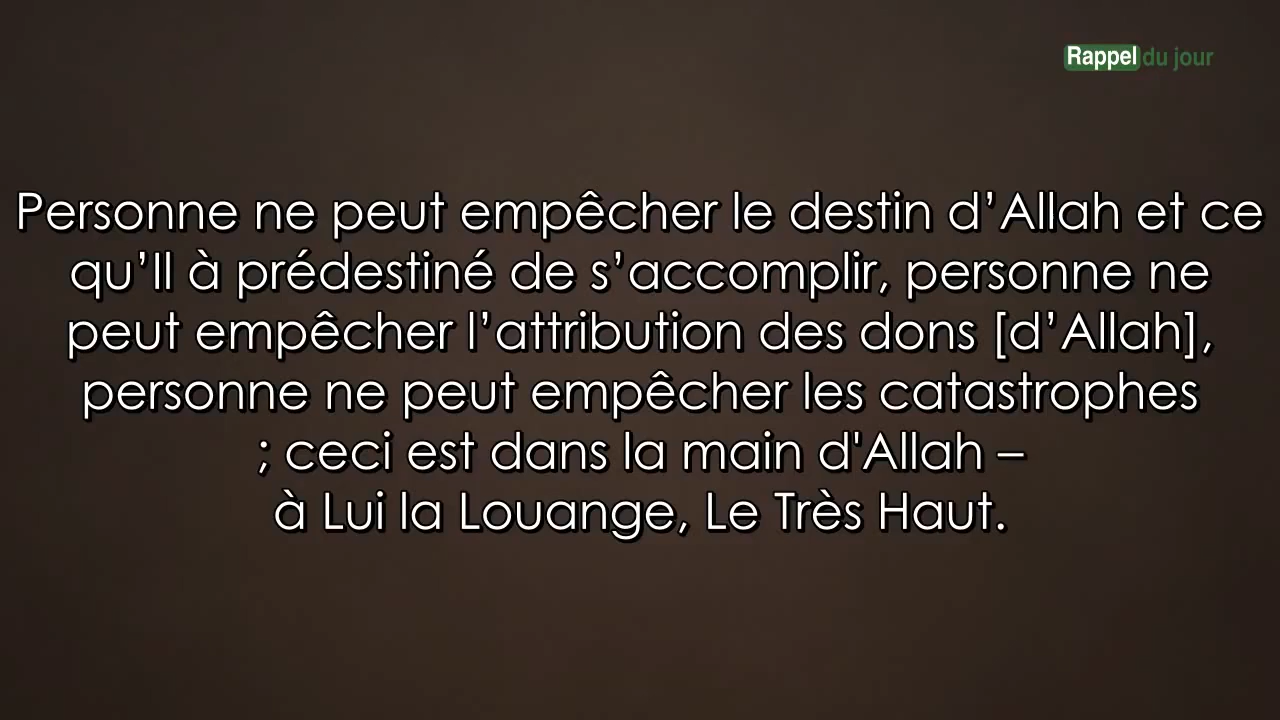 Rappel du jour
Personne ne peut empêcher le destin d’Allah et ce
qu’Il à prédestiné de s’accomplir, personne ne
peut empêcher l’attribution des dons [d’Allah],
personne ne peut empêcher les catastrophes
; ceci est dans la main d'Allah –
à Lui la Louange, Le Très Haut.